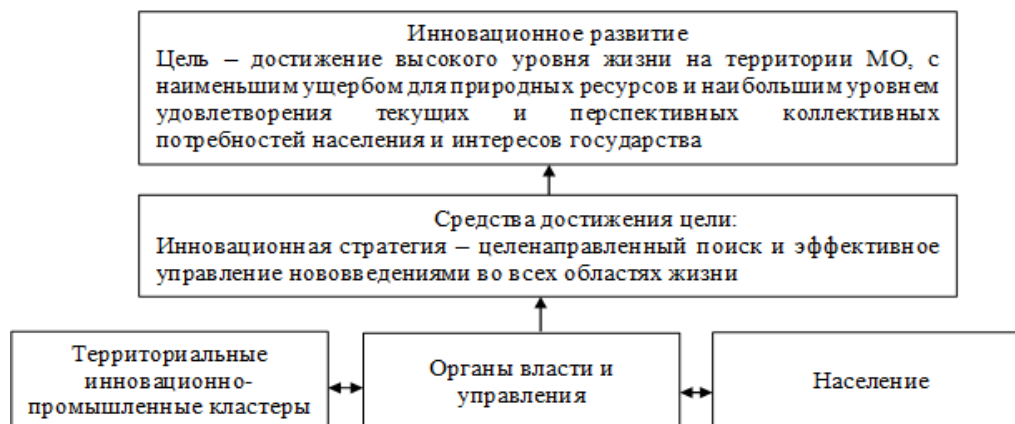 Инновационное развитие
Цель – достижение высокого уровня жизни на территории МО, с
наименьшим ущербом для природных ресурсов и наибольшим уровнем
удовлетворения текущих и перспективных коллективных
потребностей населения и интересов государства
Средства достижения цели:
Инновационная стратегия – целенаправленный поиск и эффективное
управление нововведениями во всех областях жизни
Территориальные
инновационно-
промышленные кластеры
Органы власти и
управления
Население